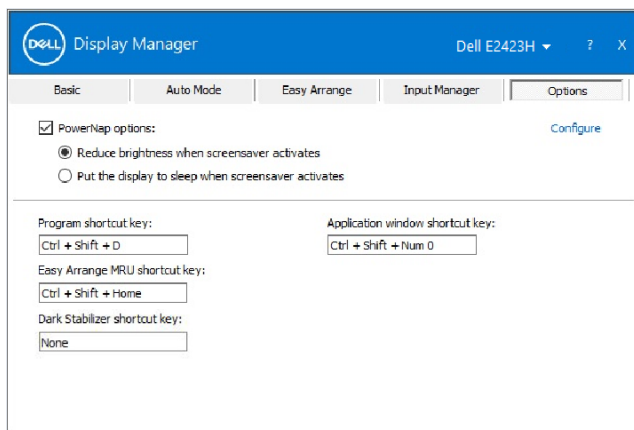 DELL Display Manager
Dell E2423H ? X
Basic Auto Mode Easy Arrange Input Manager Options
PowerNap options: Configure
Reduce brightness when screensaver activates
Put the display to sleep when screensaver activates
Program shortcut key: Application window shortcut key:
Ctrl + Shift + D Ctrl + Shift + Num 0
Easy Arrange MRU shortcut key:
Ctrl + Shift + Home
Dark Stabilizer shortcut key:
None